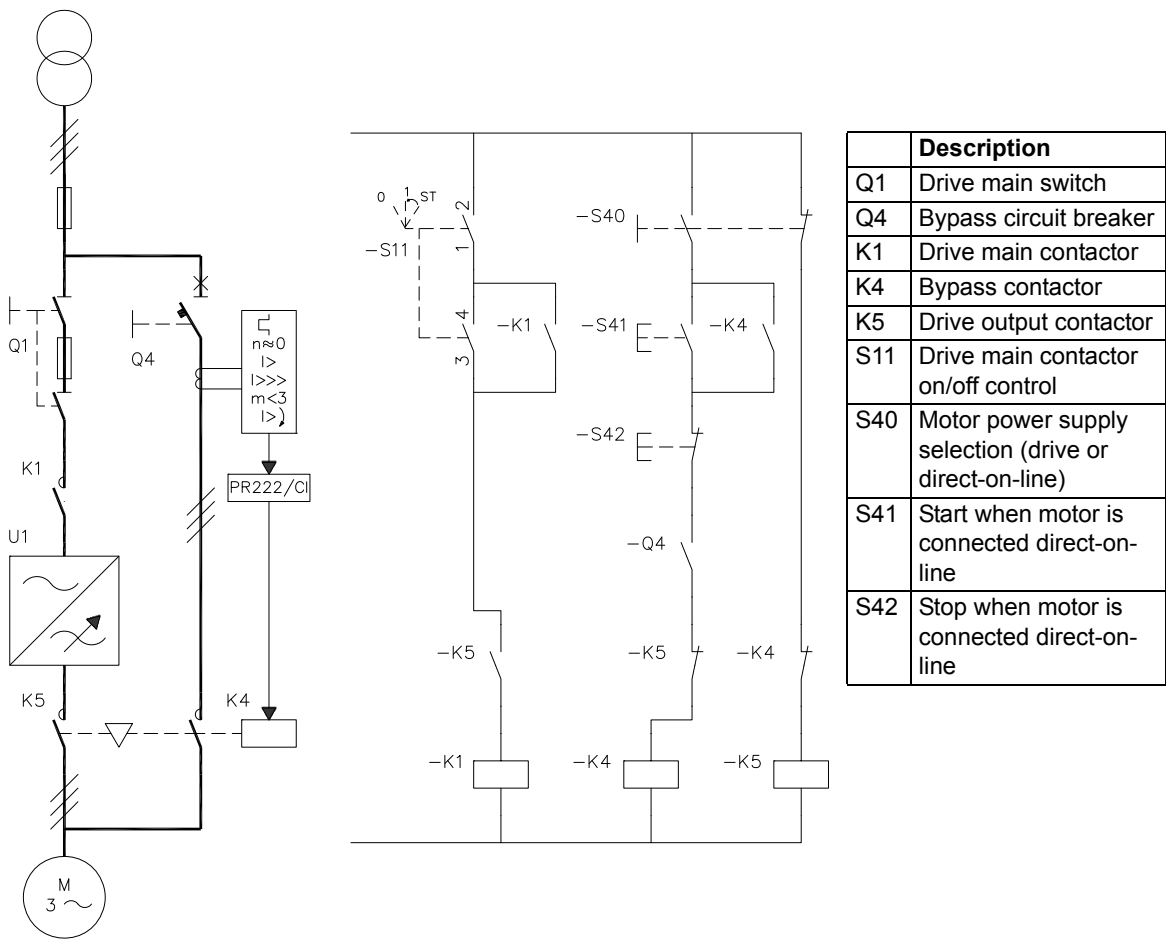 Q1
Q4
n≈0
I>
I>>>
m<3
I>
PR222/CI
K1
U1
K5
K4
M
3
0
1
ST
-S11
2
1
4
3
-K1
-K5
-K1
-S40
-S41
-K4
-S42
-Q4
-K5
-K4
-K4
-K5
Description
Q1 Drive main switch
Q4 Bypass circuit breaker
K1 Drive main contactor
K4 Bypass contactor
K5 Drive output contactor
S11 Drive main contactor
on/off control
S40 Motor power supply
selection (drive or
direct-on-line)
S41 Start when motor is
connected direct-on-
line
S42 Stop when motor is
connected direct-on-
line